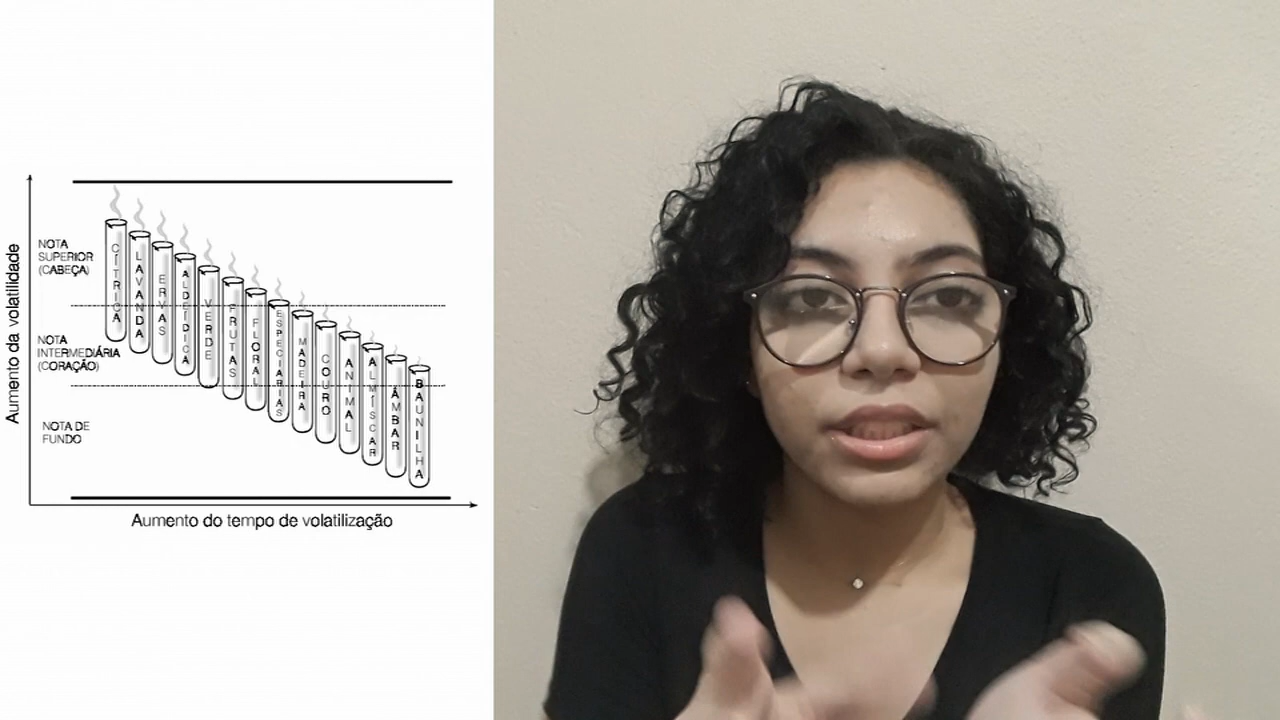 Aumento da volatilidade
NOTA
SUPERIOR
(CABEÇA)
NOTA
INTERMEDIÁRIA
(CORAÇÃO)
NOTA DE
FUNDO
CÍTRICA
LAVANDA
ERVAS
ALDEÍDICA
VERDE
FRUTAS
FLORAL
ESPECIARIAS
MADEIRA
COURO
ANIMAL
ALMÍSCAR
ÂMBAR
BAUNILHA
Aumento do tempo de volatilização